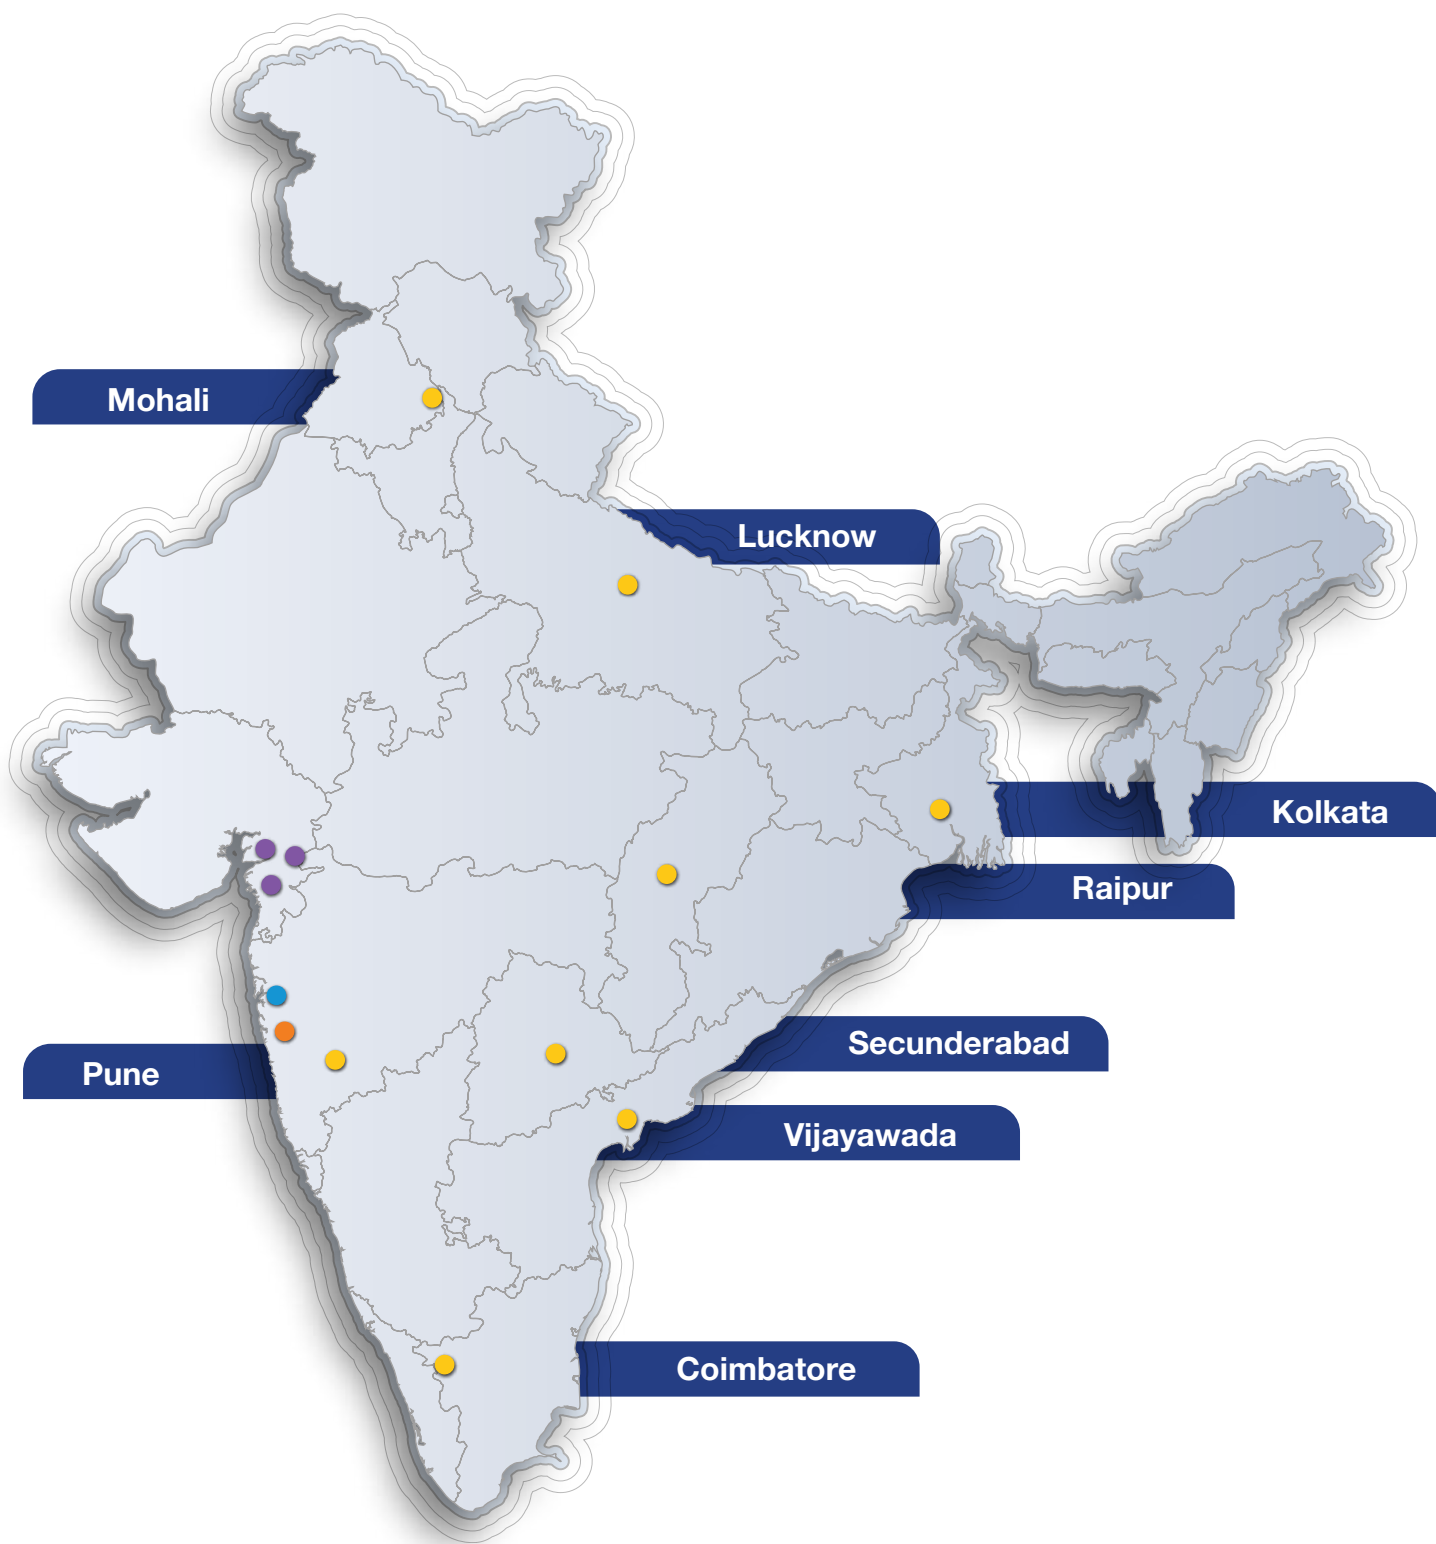 Mohali
Lucknow
Kolkata
Raipur
Secunderabad
Pune
Vijayawada
Coimbatore